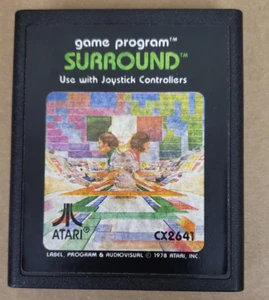 game program™
SURROUND™
Use with Joystick Controllers
ATARI®
CX2641
LABEL, PROGRAM & AUDIOVISUAL © 1978 ATARI, INC.